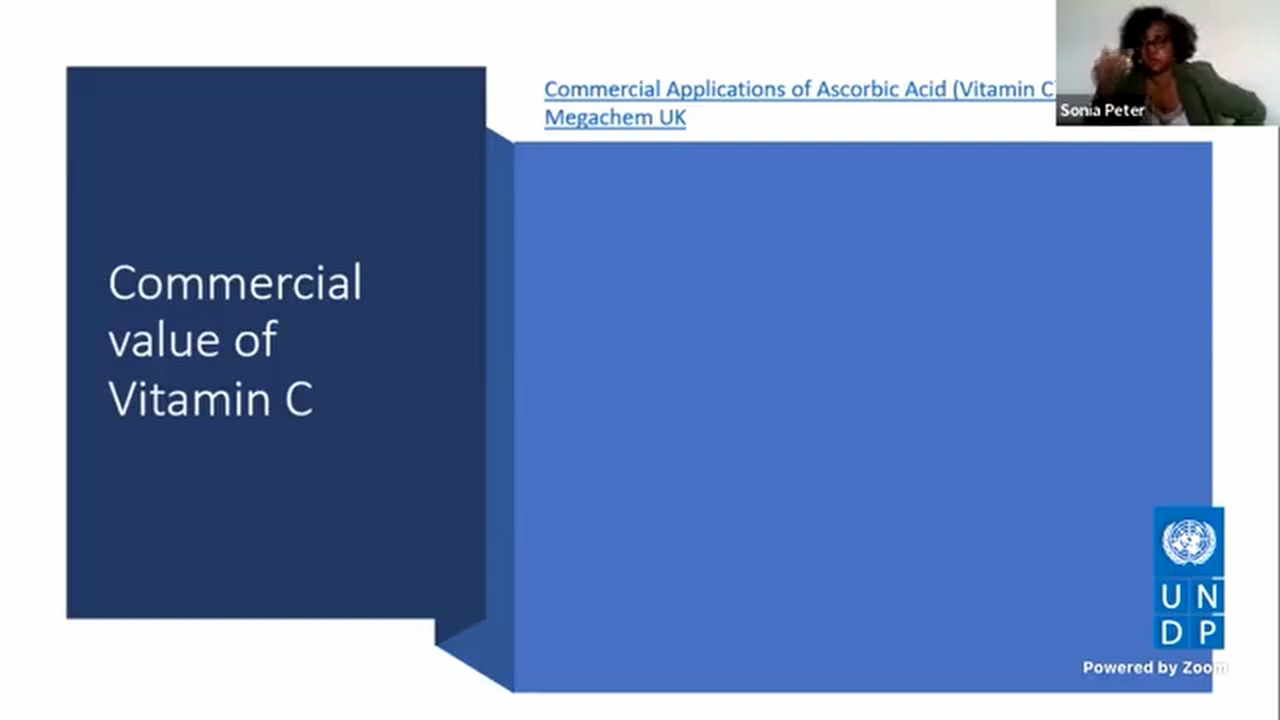 Commercial Applications of Ascorbic Acid (Vitamin C
Megachem UK
Sonia Peter
Commercial
value of
Vitamin C
U N
D P
Powered by Zoom